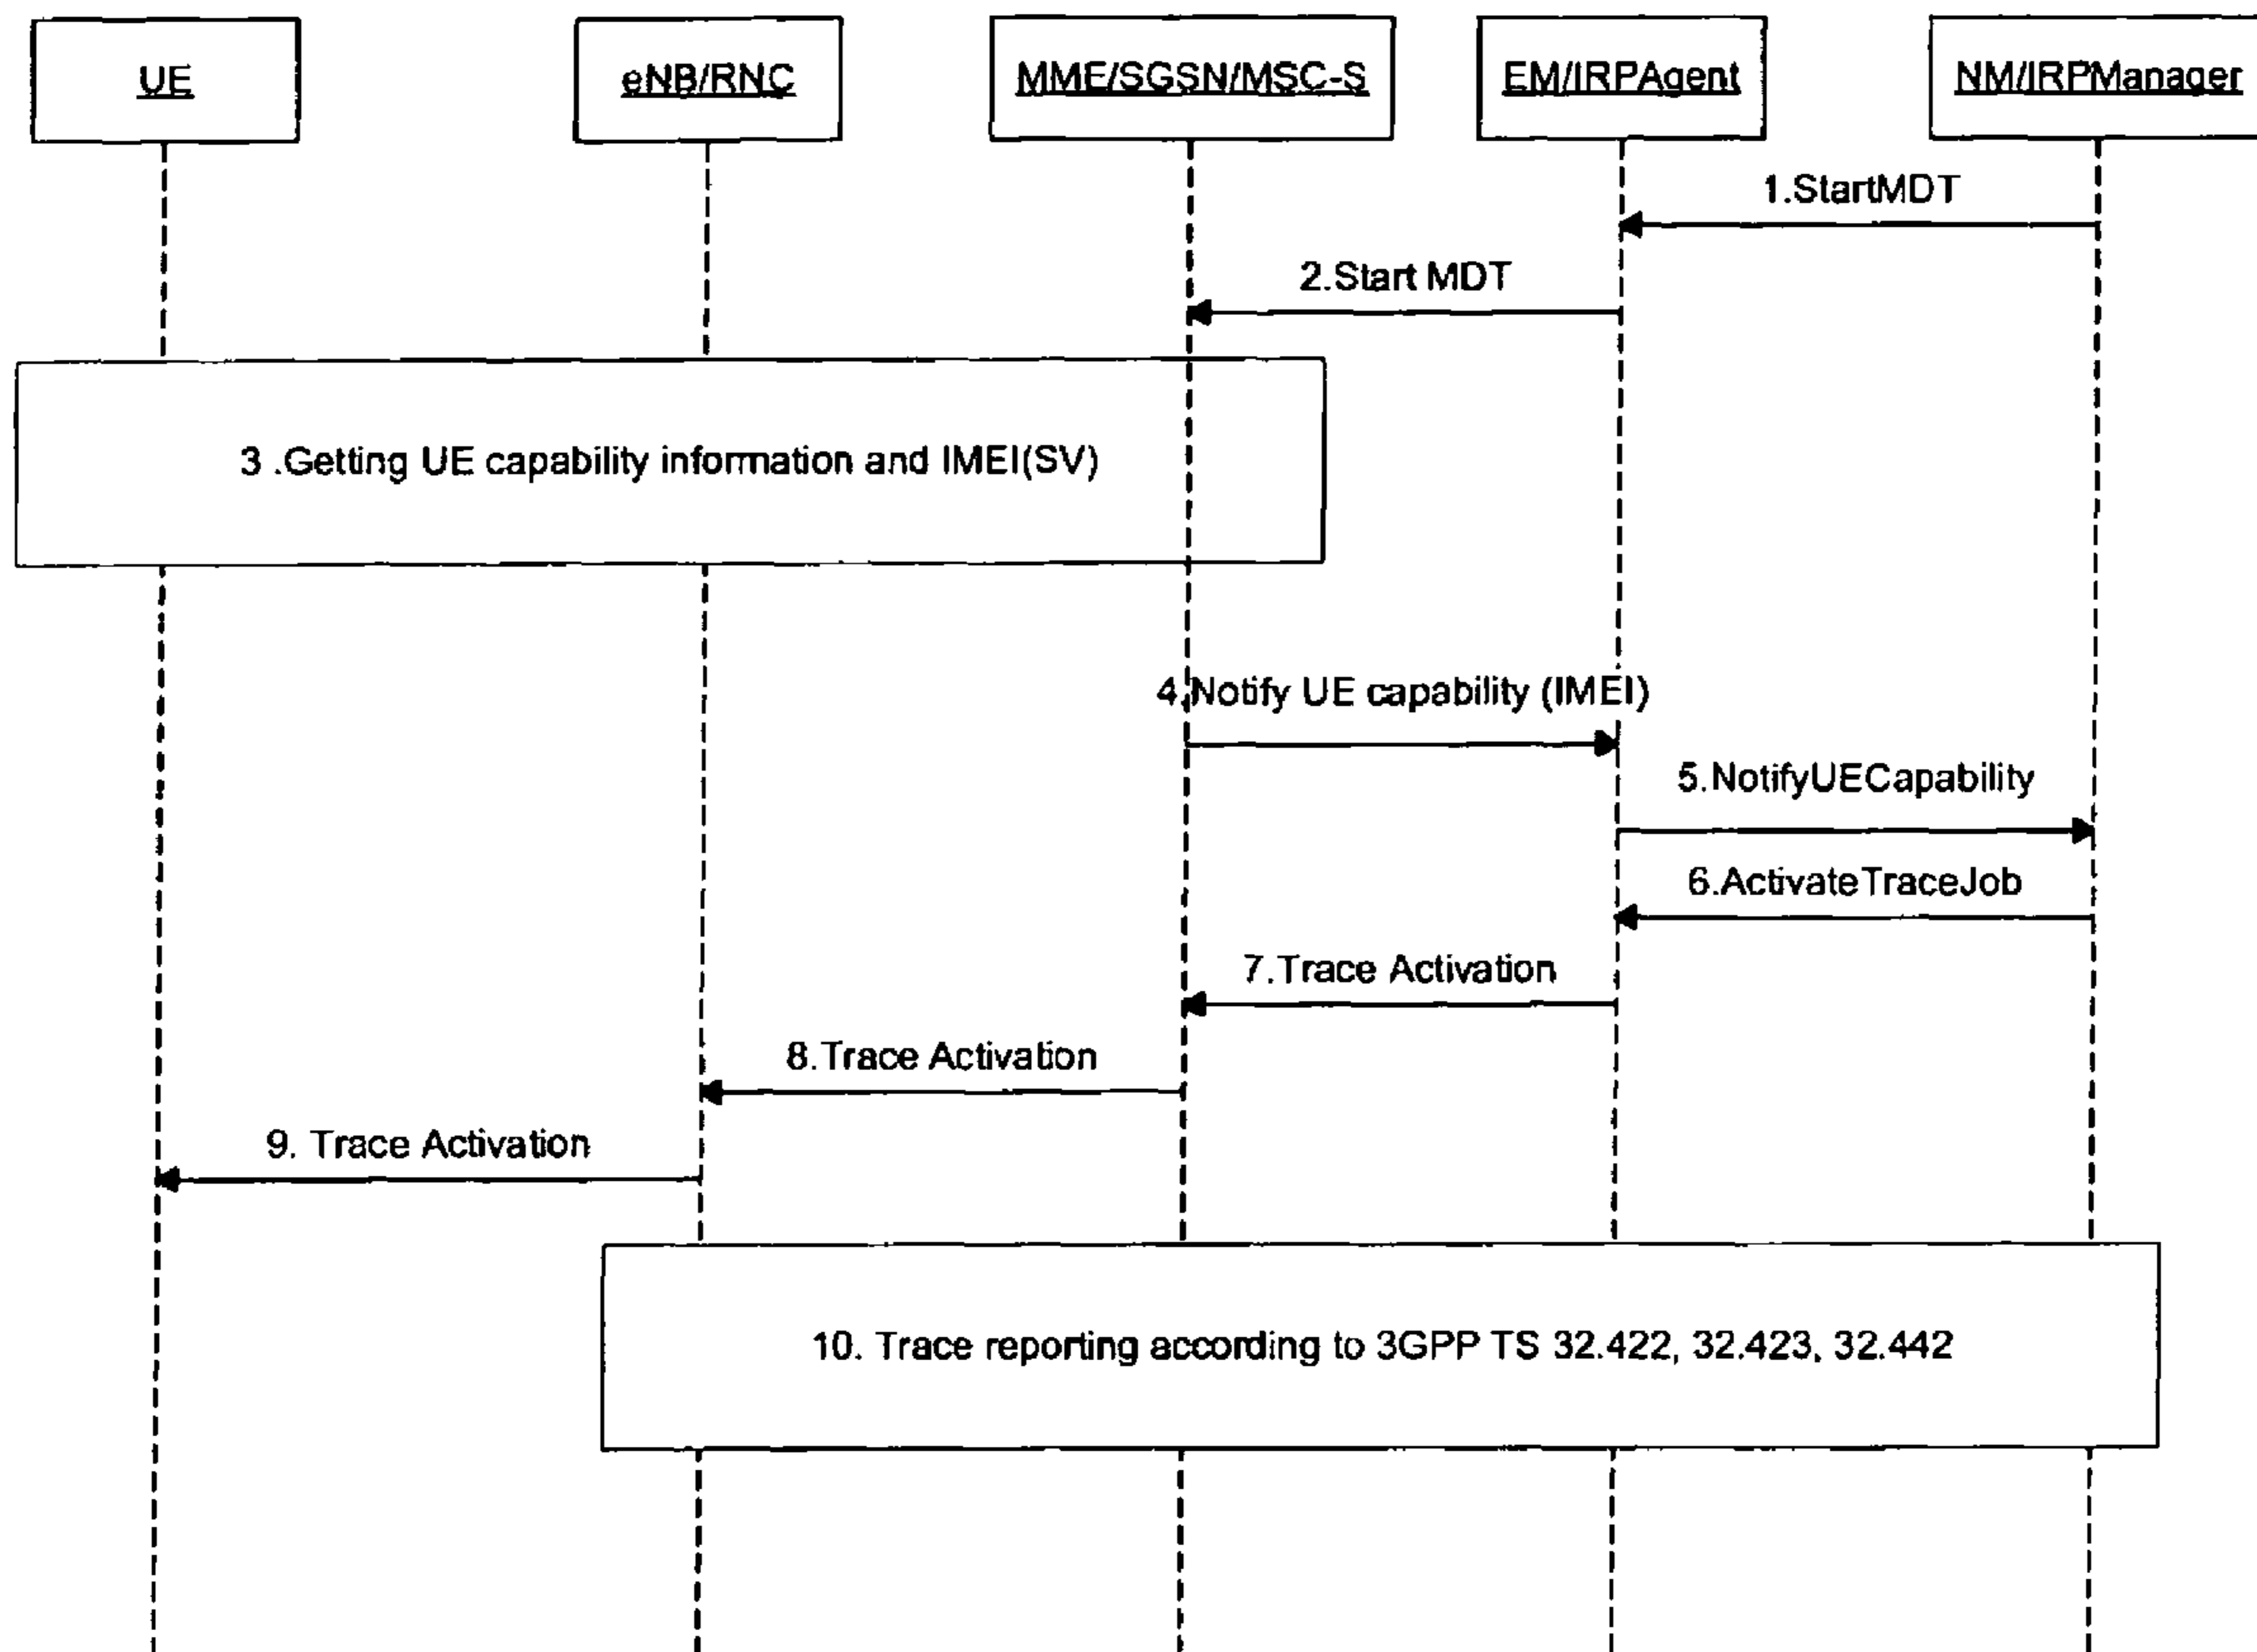 UE
eNB/RNC
MME/SGSN/MSC-S
EM/IRPAgent
NM/IRPManager
1.StartMDT
2.Start MDT
3 .Getting UE capability information and IMEI(SV)
4.Notify UE capability (IMEI)
5.NotifyUECapability
6.ActivateTraceJob
7.Trace Activation
8.Trace Activation
9. Trace Activation
10. Trace reporting according to 3GPP TS 32.422, 32.423, 32.442